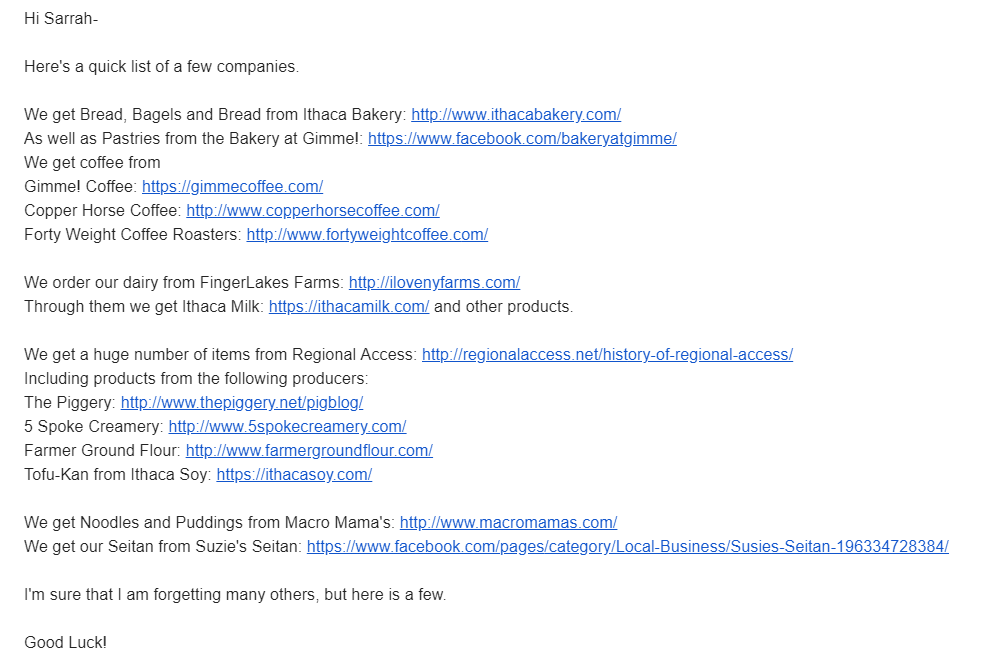 Hi Sarrah-
Here's a quick list of a few companies.
We get Bread, Bagels and Bread from Ithaca Bakery: http://www.ithacabakery.com/
As well as Pastries from the Bakery at Gimme!: https://www.facebook.com/bakeryatgimme/
We get coffee from
Gimme! Coffee: https://gimmecoffee.com/
Copper Horse Coffee: http://www.copperhorsecoffee.com/
Forty Weight Coffee Roasters: http://www.fortyweightcoffee.com/
We order our dairy from FingerLakes Farms: http://ilovenyfarms.com/
Through them we get Ithaca Milk: https://ithacamilk.com/ and other products.
We get a huge number of items from Regional Access: http://regionalaccess.net/history-of-regional-access/
Including products from the following producers:
The Piggery: http://www.thepiggery.net/pigblog/
5 Spoke Creamery: http://www.5spokecreamery.com/
Farmer Ground Flour: http://www.farmergroundflour.com/
Tofu-Kan from Ithaca Soy: https://ithacasoy.com/
We get Noodles and Puddings from Macro Mama's: http://www.macromamas.com/
We get our Seitan from Suzie's Seitan: https://www.facebook.com/pages/category/Local-Business/Susies-Seitan-196334728384/
I'm sure that I am forgetting many others, but here is a few.
Good Luck!